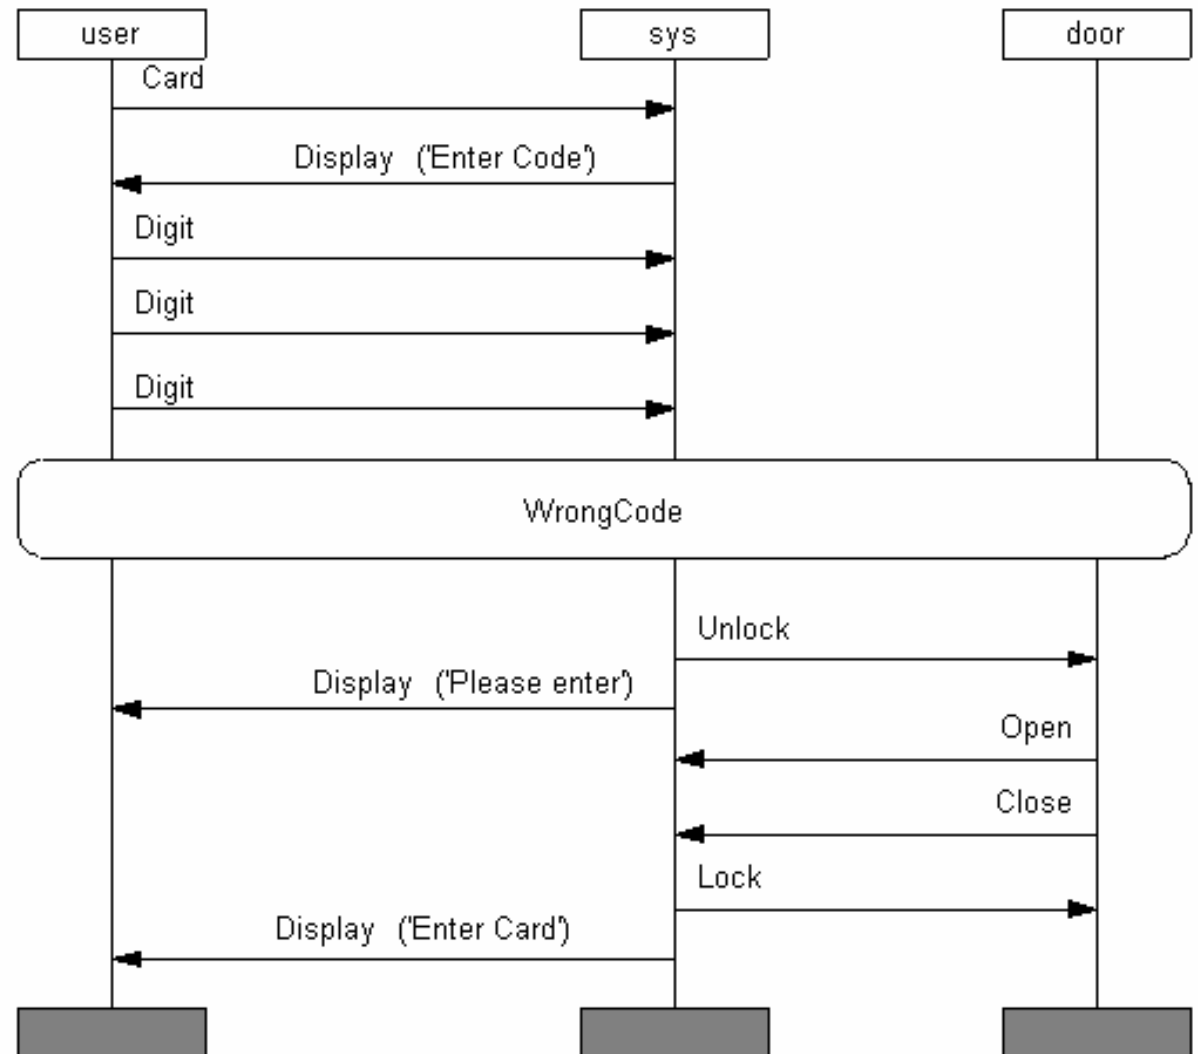 user sys door
Card
Display ('Enter Code')
Digit
Digit
Digit
WrongCode
Unlock
Display ('Please enter')
Open
Close
Lock
Display ('Enter Card')